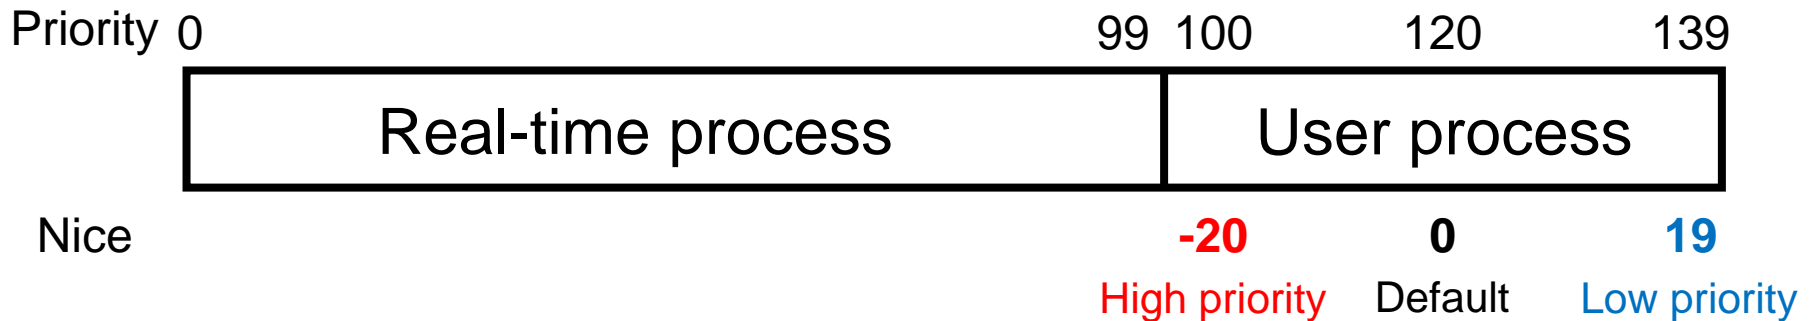 Priority 0 99 100 120 139
Real-time process User process
Nice -20 0 19
High priority Default Low priority